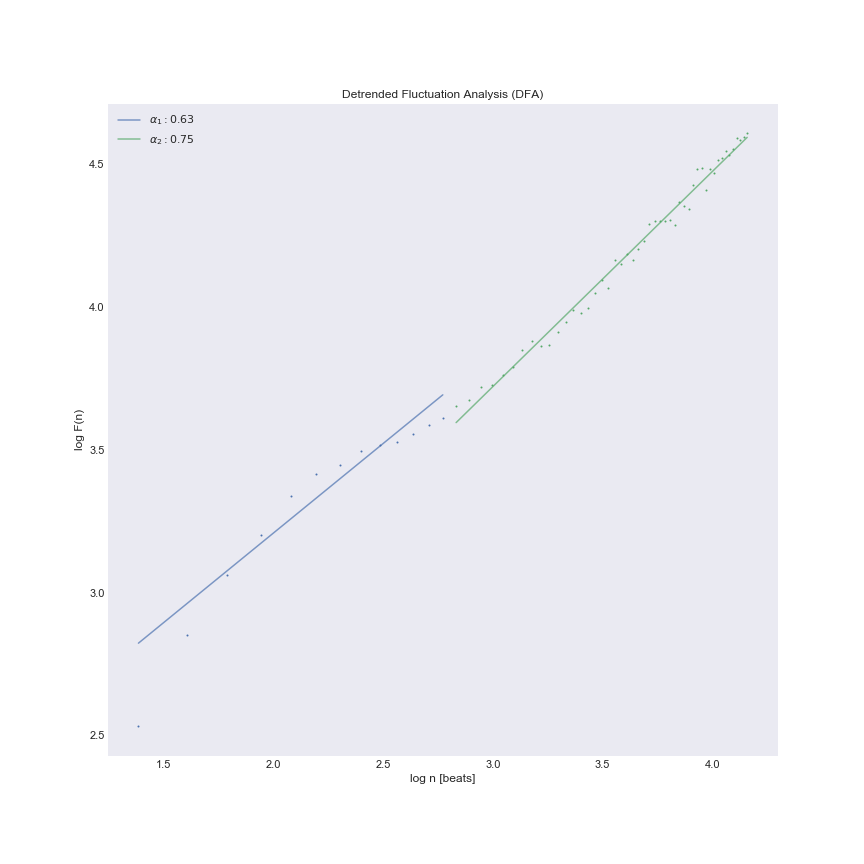 Detrended Fluctuation Analysis (DFA)
α₁ : 0.63
α₂ : 0.75
4.5
4.0
3.5
3.0
2.5
log F(n)
1.5 2.0 2.5 3.0 3.5 4.0
log n [beats]